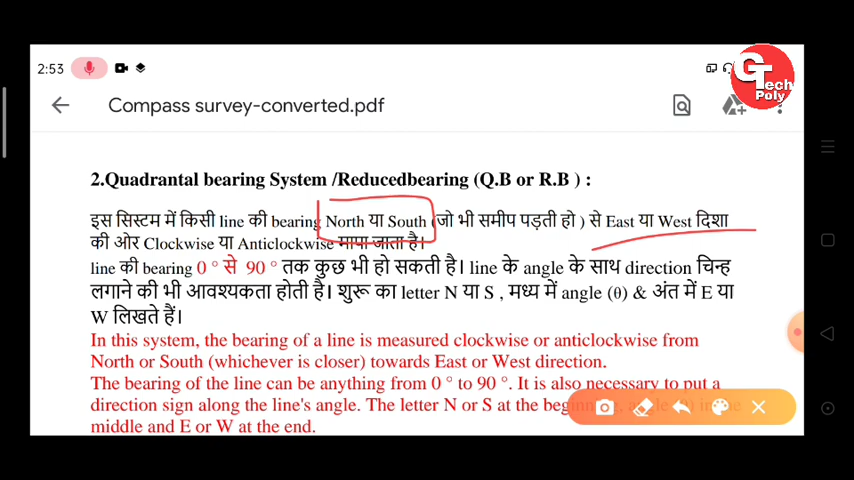 2:53
G
Tech
Poly
Compass survey-converted.pdf
2.Quadrantal bearing System /Reducedbearing (Q.B or R.B ) :
इस सिस्टम में किसी line की bearing North या South (जो भी समीप पड़ती हो ) से East या West दिशा
की ओर Clockwise या Anticlockwise मापा जाता है।
line की bearing 0 ° से 90 ° तक कुछ भी हो सकती है। line के angle के साथ direction चिन्ह
लगाने की भी आवश्यकता होती है। शुरू का letter N या S , मध्य में angle (θ) & अंत में E या
W लिखते हैं।
In this system, the bearing of a line is measured clockwise or anticlockwise from
North or South (whichever is closer) towards East or West direction.
The bearing of the line can be anything from 0 ° to 90 °. It is also necessary to put a
direction sign along the line's angle. The letter N or S at the
middle and E or W at the end.